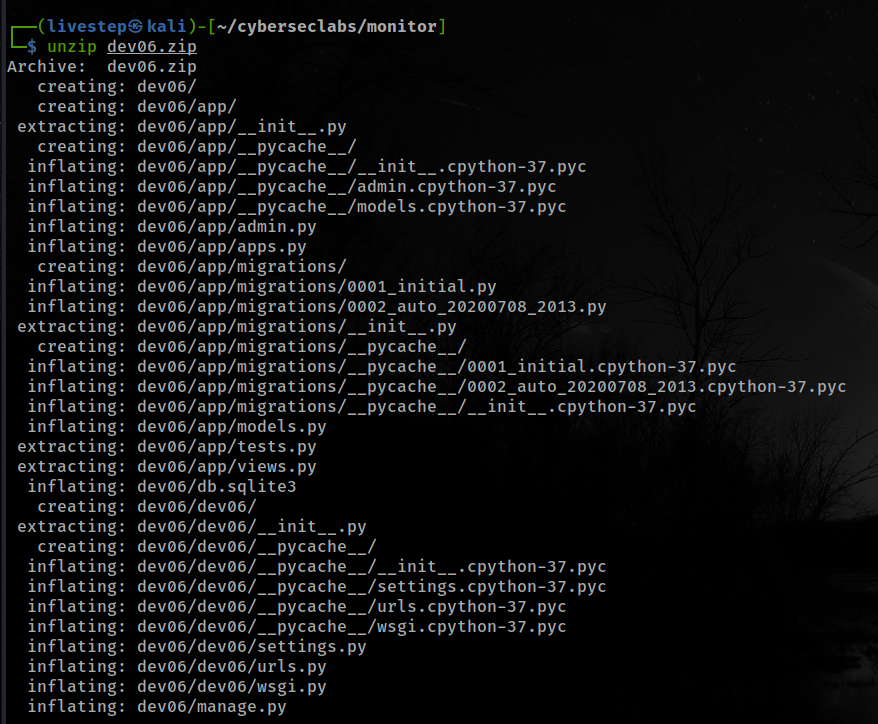 ┌──(livestep㉿kali)-[~/cyberseclabs/monitor]
└─$ unzip dev06.zip
Archive:  dev06.zip
   creating: dev06/
   creating: dev06/app/
 extracting: dev06/app/__init__.py
   creating: dev06/app/__pycache__/
  inflating: dev06/app/__pycache__/__init__.cpython-37.pyc
  inflating: dev06/app/__pycache__/admin.cpython-37.pyc
  inflating: dev06/app/__pycache__/models.cpython-37.pyc
  inflating: dev06/app/admin.py
  inflating: dev06/app/apps.py
   creating: dev06/app/migrations/
  inflating: dev06/app/migrations/0001_initial.py
  inflating: dev06/app/migrations/0002_auto_20200708_2013.py
 extracting: dev06/app/migrations/__init__.py
   creating: dev06/app/migrations/__pycache__/
  inflating: dev06/app/migrations/__pycache__/0001_initial.cpython-37.pyc
  inflating: dev06/app/migrations/__pycache__/0002_auto_20200708_2013.cpython-37.pyc
  inflating: dev06/app/migrations/__pycache__/__init__.cpython-37.pyc
  inflating: dev06/app/models.py
 extracting: dev06/app/tests.py
 extracting: dev06/app/views.py
  inflating: dev06/db.sqlite3
   creating: dev06/dev06/
 extracting: dev06/dev06/__init__.py
   creating: dev06/dev06/__pycache__/
  inflating: dev06/dev06/__pycache__/__init__.cpython-37.pyc
  inflating: dev06/dev06/__pycache__/settings.cpython-37.pyc
  inflating: dev06/dev06/__pycache__/urls.cpython-37.pyc
  inflating: dev06/dev06/__pycache__/wsgi.cpython-37.pyc
  inflating: dev06/dev06/settings.py
  inflating: dev06/dev06/urls.py
  inflating: dev06/dev06/wsgi.py
  inflating: dev06/manage.py